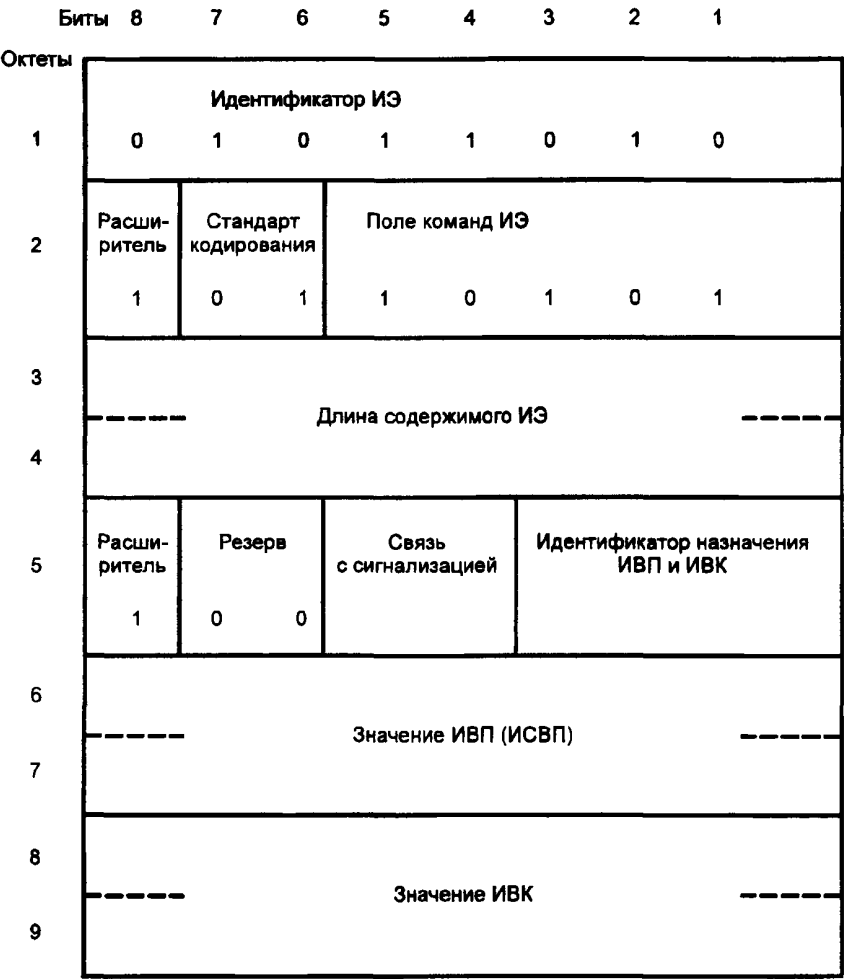 Биты 8 7 6 5 4 3 2 1
Октеты
Идентификатор ИЭ
1 0 1 0 1 1 0 1 0
Расши- Стандарт Поле команд ИЭ
2 ритель кодирования
1 0 1 1 0 1 0 1
3
Длина содержимого ИЭ
4
Расши- Резерв Связь Идентификатор назначения
5 ритель с сигнализацией ИВП и ИВК
1 0 0
6
Значение ИВП (ИСВП)
7
8
Значение ИВК
9